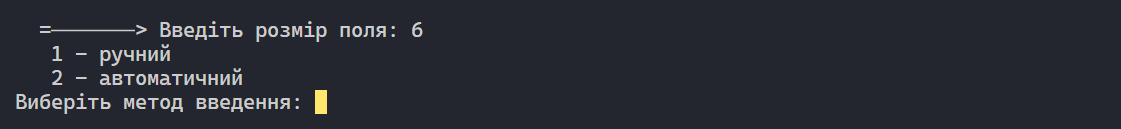 =———————> Введіть розмір поля: 6
1 - ручний
2 - автоматичний
Виберіть метод введення: